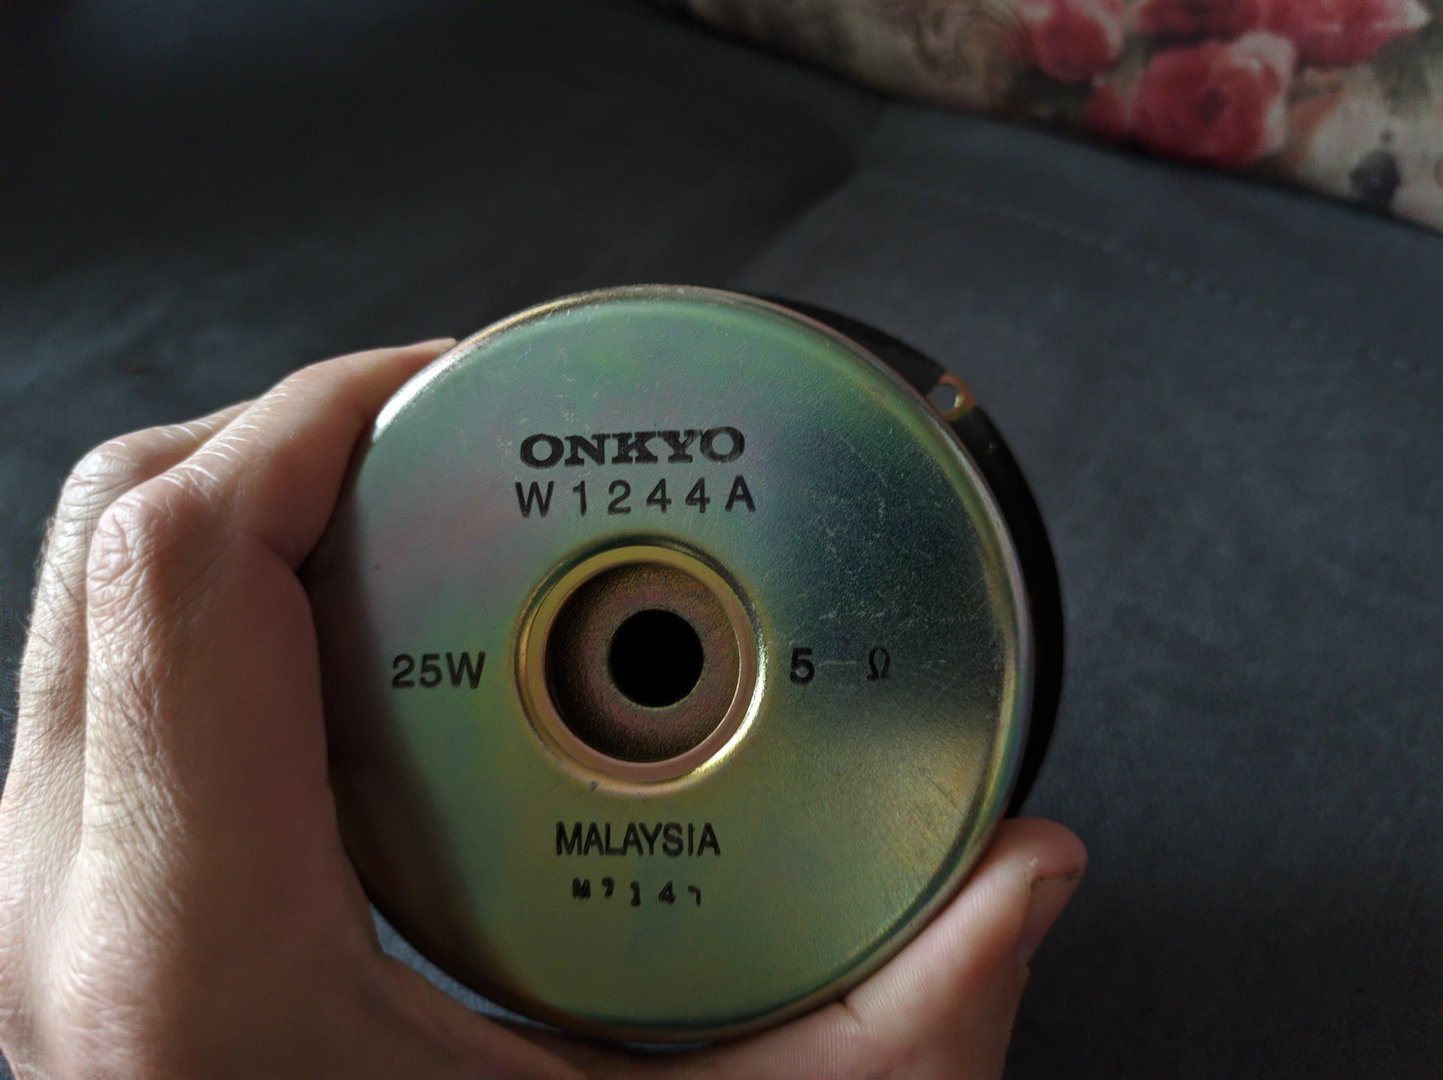 ONKYO
W1244A
25W 5 Ω
MALAYSIA